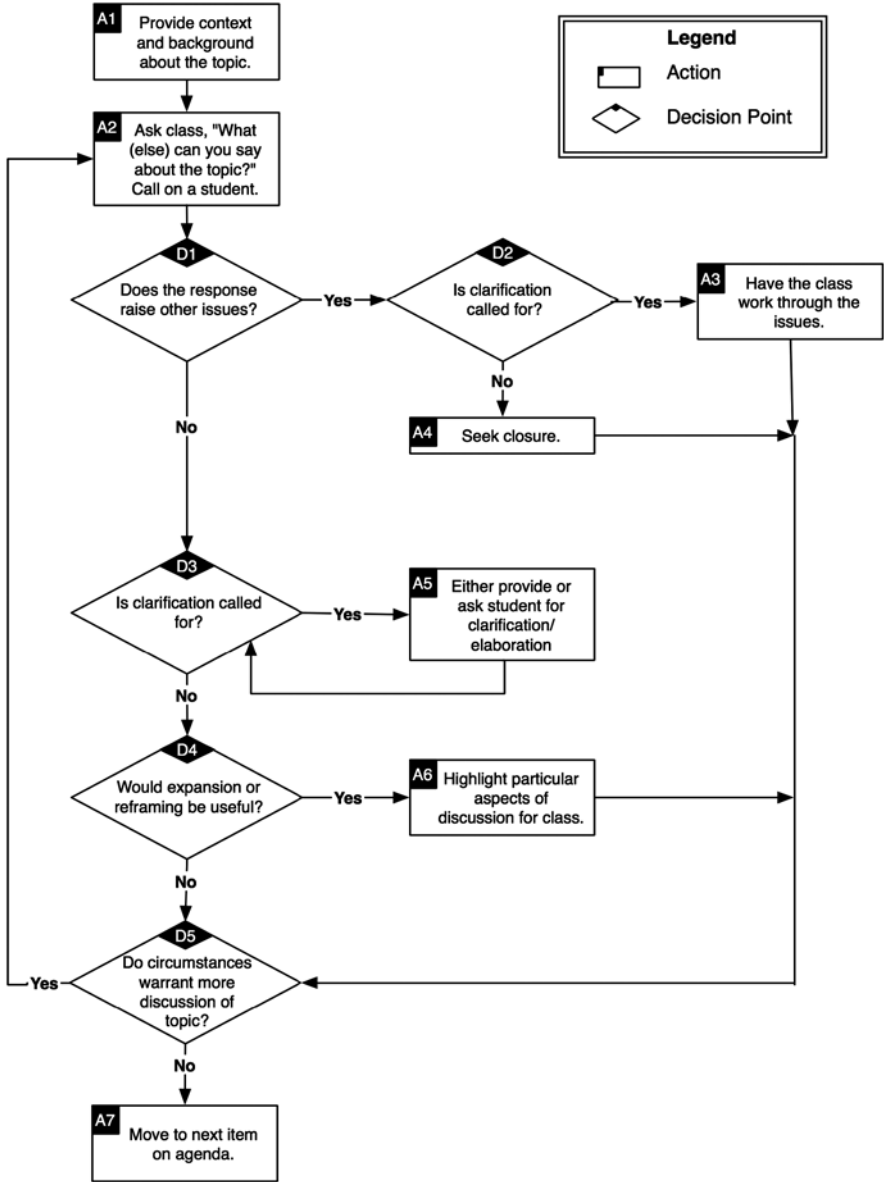 A1
Provide context
and background
about the topic.
Legend
Action
Decision Point
A2
Ask class, "What
(else) can you say
about the topic?"
Call on a student.
D1
Does the response
raise other issues?
Yes
D2
Is clarification
called for?
Yes
A3
Have the class
work through the
issues.
No
No
A4
Seek closure.
D3
Is clarification called
for?
Yes
A5
Either provide or
ask student for
clarification/
elaboration
No
D4
Would expansion or
reframing be useful?
Yes
A6
Highlight particular
aspects of
discussion for class.
No
D5
Do circumstances
warrant more
discussion of
topic?
Yes
No
A7
Move to next item
on agenda.